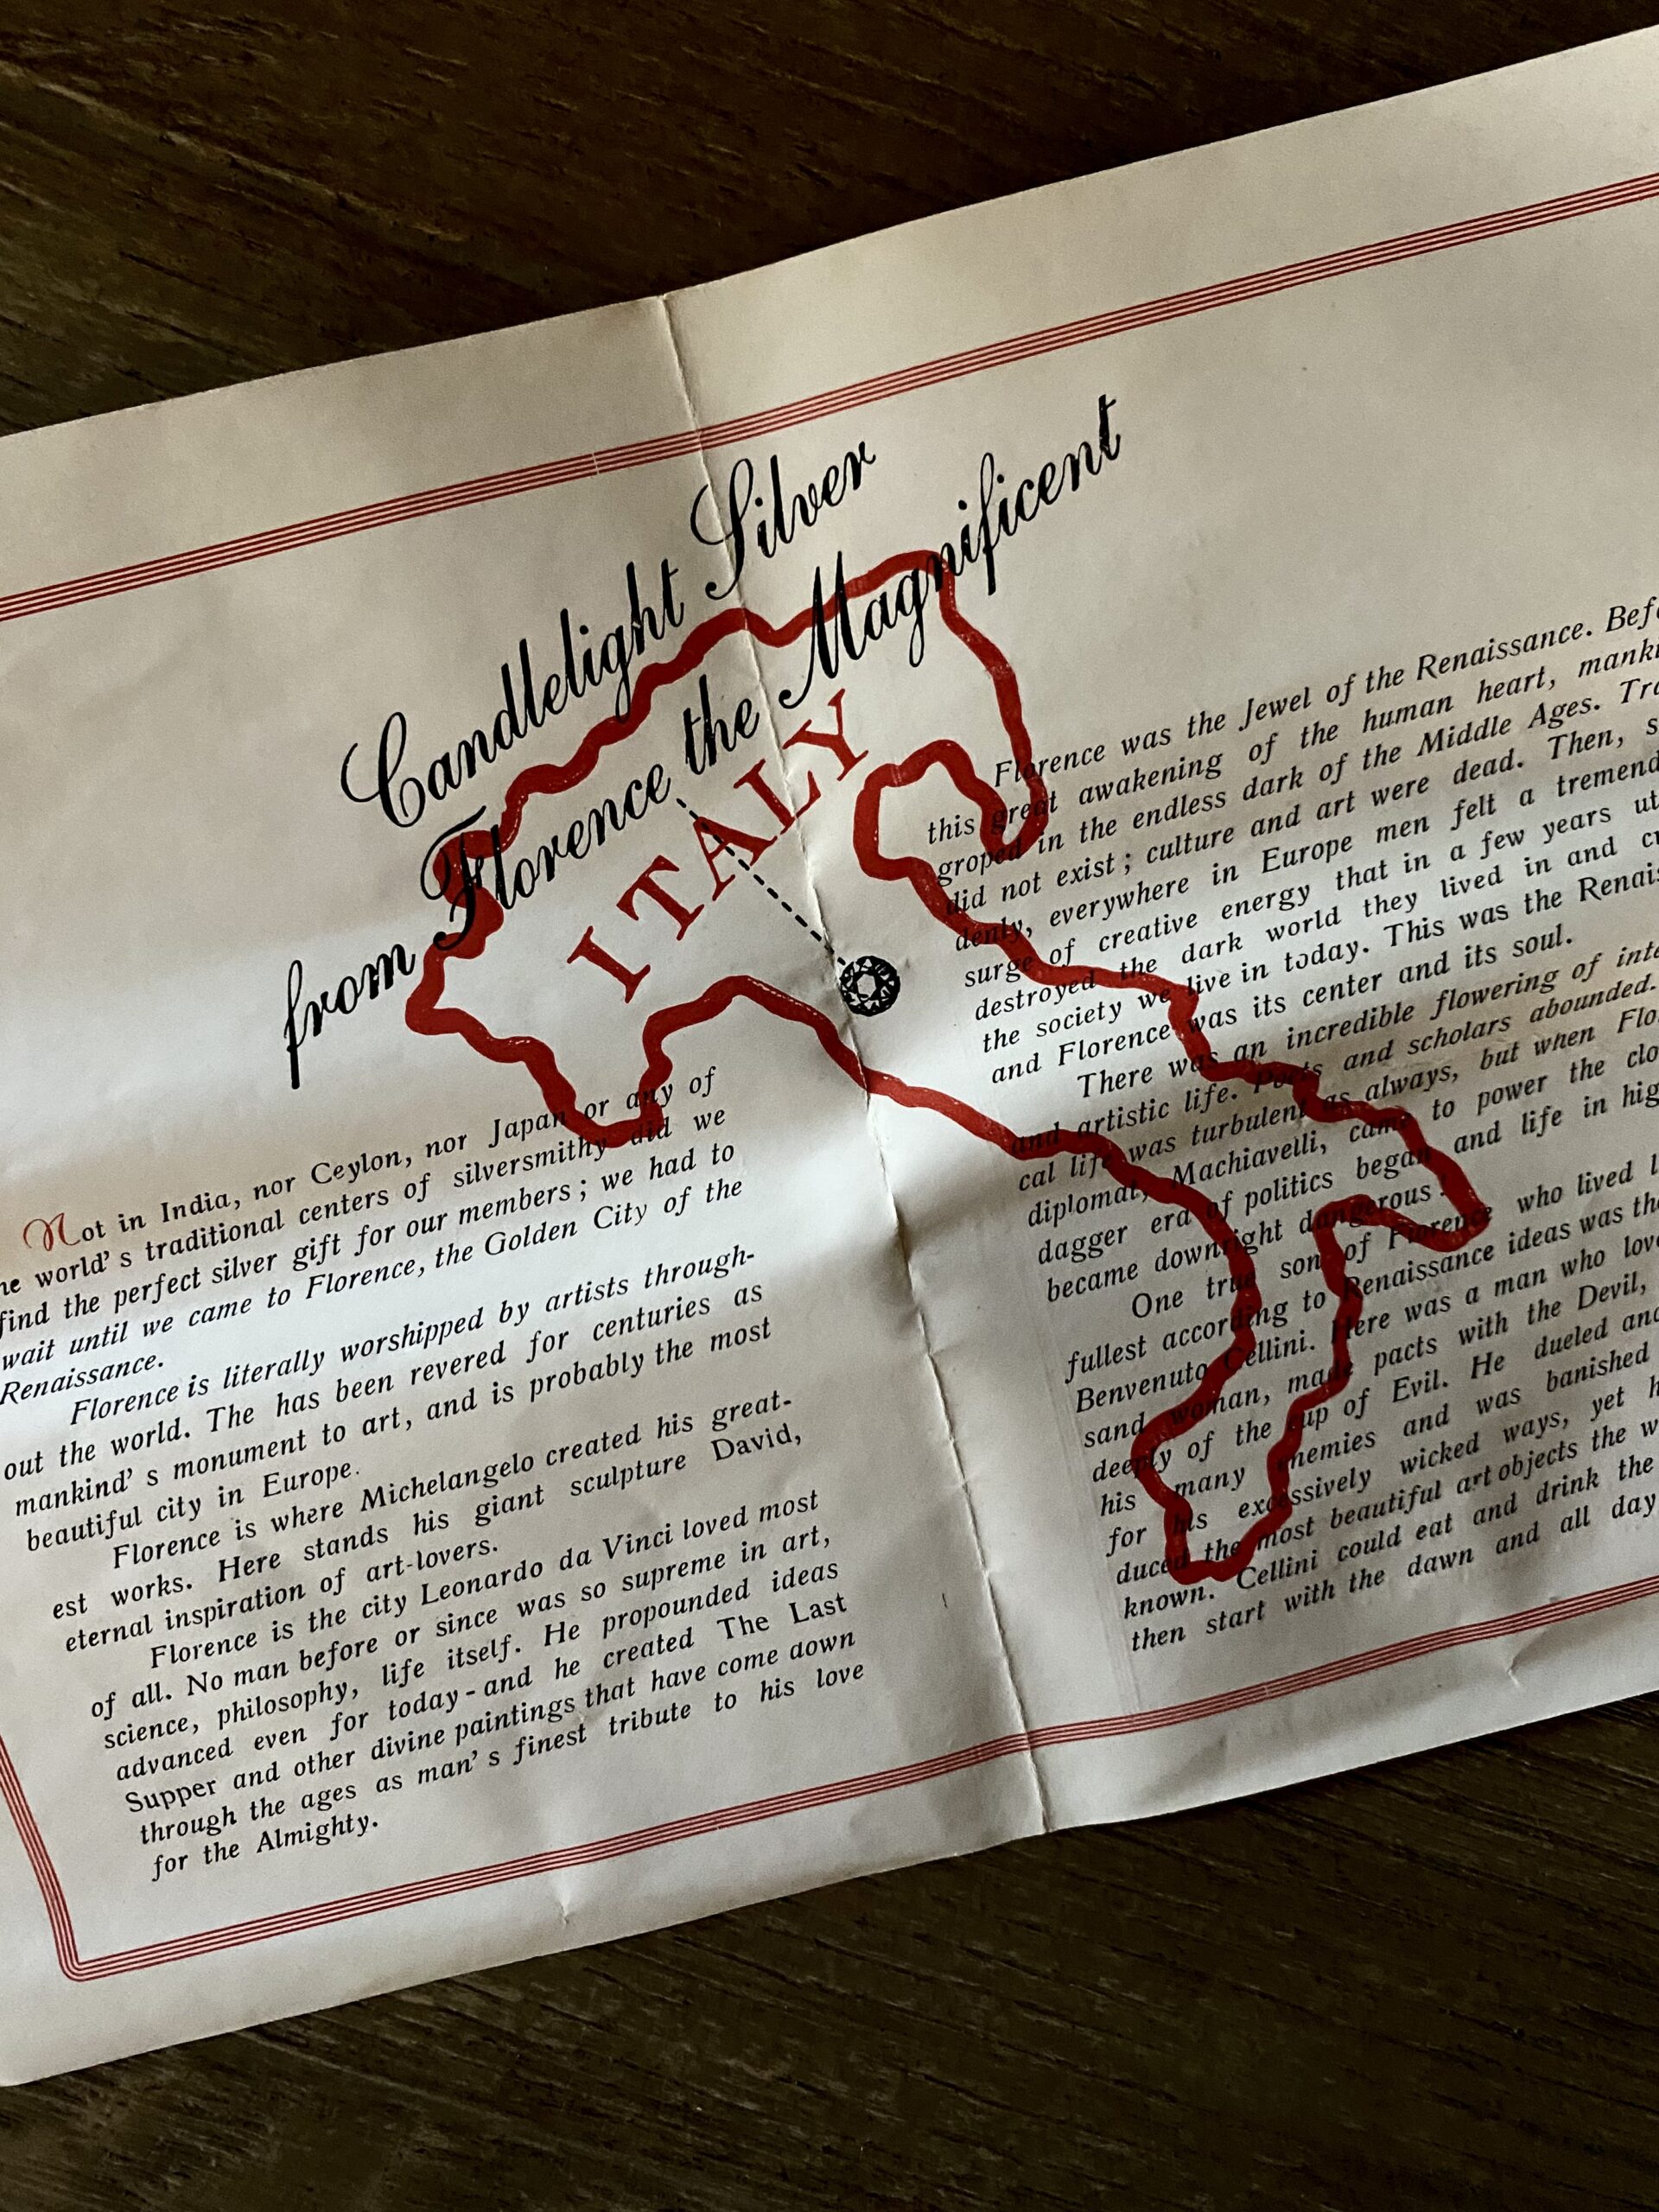 Candlelight Silver
from Florence the Magnificent
ITALY
Not in India, nor Ceylon, nor Japan or any of
world's traditional centers of silversmithy did we
find the perfect silver gift for our members; we had to
wait until we came to Florence, the Golden City of the
Renaissance.
Florence is literally worshipped by artists through-
out the world. The has been revered for centuries as
mankind's monument to art, and is probably the most
beautiful city in Europe.
Florence is where Michelangelo created his great-
est works. Here stands his giant sculpture David,
eternal inspiration of art-lovers.
Florence is the city Leonardo da Vinci loved most
of all. No man before or since was so supreme in art,
science, philosophy, life itself. He propounded ideas
advanced even for today-and he created The Last
Supper and other divine paintings that have come down
through the ages as man's finest tribute to his love
for the Almighty.
Florence was the Jewel of the Renaissance.
this great awakening of the human heart,
groped in the endless dark of the Middle Ages.
did not exist; culture and art were dead. Then,
denly, everywhere in Europe men felt a
surge of creative energy that in a few years
destroyed the dark world they lived in and
the society we live in today. This was the
and Florence was its center and its soul.
There was an incredible flowering of
and artistic life. Poets and scholars abounded.
cal life was turbulent as always, but when
diplomat, Machiavelli, came to power the
dagger era of politics began and life in
became downright dangerous.
One true son of Florence who lived
fullest according to Renaissance ideas was
Benvenuto Cellini. Here was a man who
sand woman, made pacts with the Devil,
deeply of the cup of Evil. He dueled
his many enemies and was banished
for his excessively wicked ways, yet
duced the most beautiful art objects the
known. Cellini could eat and drink the
then start with the dawn and all day